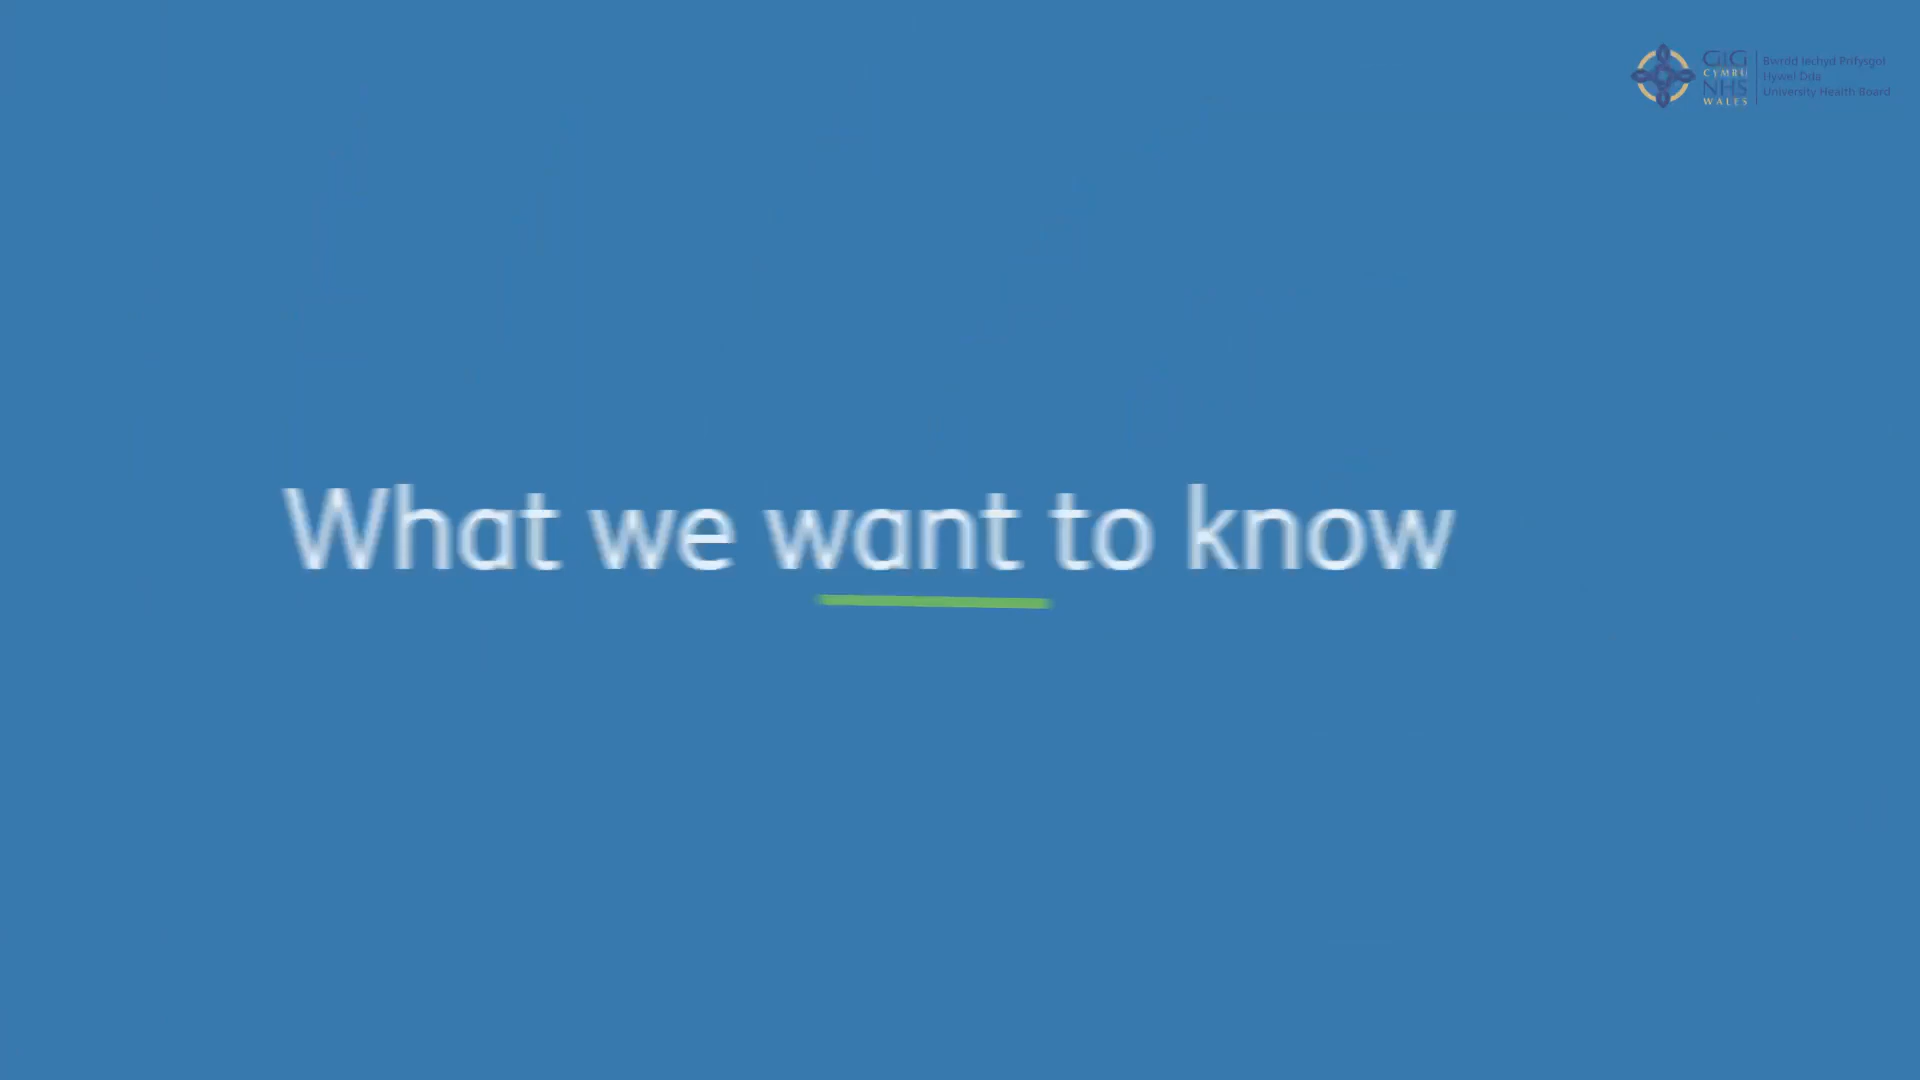 GIG
CYMRU
NHS
WALES
Bwrdd Iechyd Prifysgol
Hywel Dda
University Health Board
What we want to know